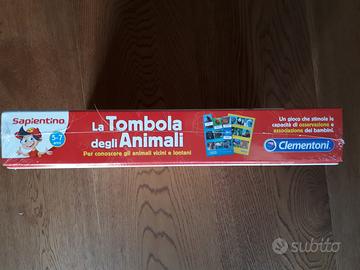 Sapientino
5-7
La Tombola
degli Animali
Per conoscere gli animali vicini e lontani
Un gioco che stimola le
capacità di osservazione e
associazione dei bambini.
Clementoni
subito